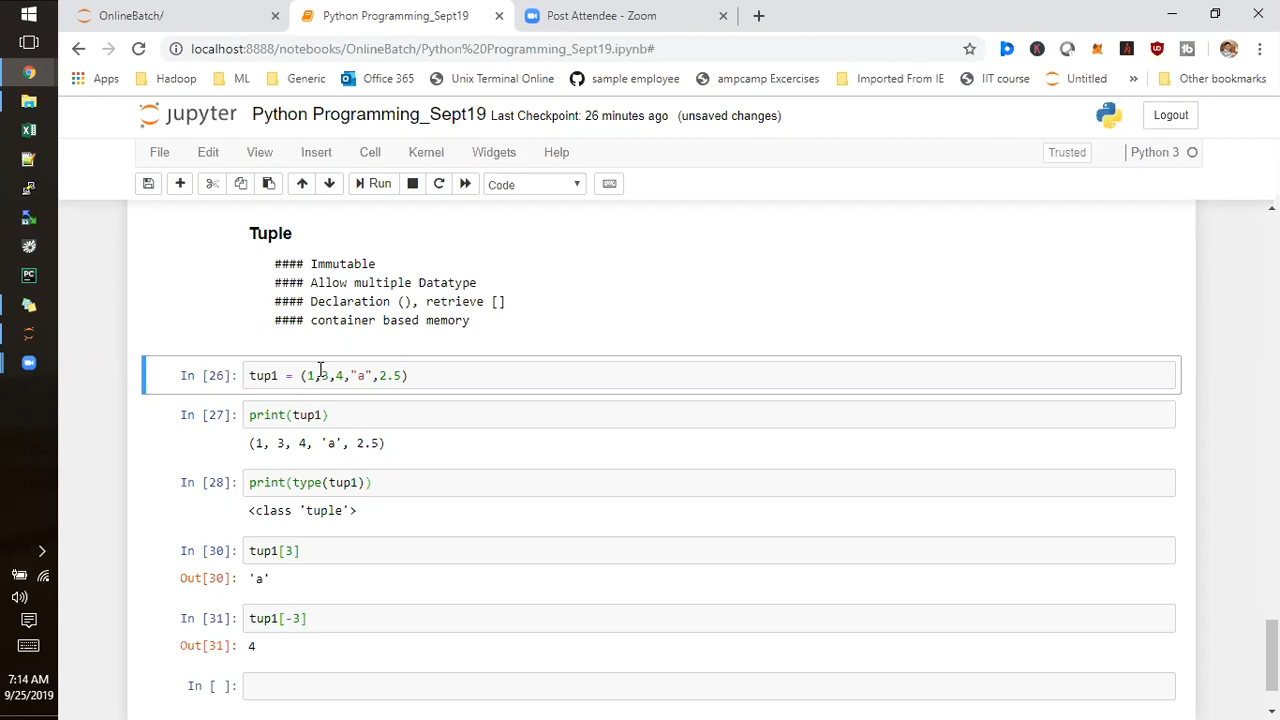 OnlineBatch/
Python Programming_Sept19
Post Attendee - Zoom
localhost:8888/notebooks/OnlineBatch/Python%20Programming_Sept19.ipynb#
Apps Hadoop ML Generic Office 365 Unix Terminal Online sample employee ampcamp Excercises Imported From IE IIT course Untitled » Other bookmarks
jupyter Python Programming_Sept19 Last Checkpoint: 26 minutes ago (unsaved changes) Logout
File Edit View Insert Cell Kernel Widgets Help Trusted Python 3
Run Code
Tuple
#### Immutable
#### Allow multiple Datatype
#### Declaration (), retrieve []
#### container based memory
In [26]: tup1 = (1,3,4,"a",2.5)
In [27]: print(tup1)
(1, 3, 4, 'a', 2.5)
In [28]: print(type(tup1))
<class 'tuple'>
In [30]: tup1[3]
Out[30]: 'a'
In [31]: tup1[-3]
Out[31]: 4
In [ ]:
7:14 AM
9/25/2019